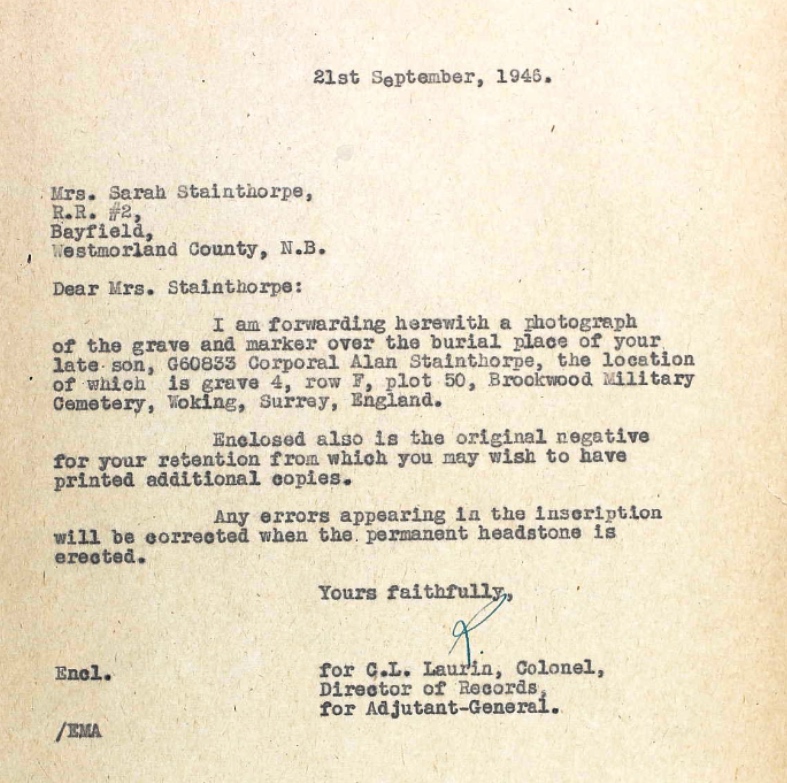 21st September, 1946.
Mrs. Sarah Stainthorpe,
R.R. #2,
Bayfield,
Westmorland County, N.B.
Dear Mrs. Stainthorpe:
I am forwarding herewith a photograph
of the grave and marker over the burial place of your
late son, G60833 Corporal Alan Stainthorpe, the location
of which is grave 4, row F, plot 50, Brookwood Military
Cemetery, Woking, Surrey, England.
Enclosed also is the original negative
for your retention from which you may wish to have
printed additional copies.
Any errors appearing in the inscription
will be corrected when the permanent headstone is
erected.
Yours faithfully,
Encl.
for C.L. Laurin, Colonel,
Director of Records,
for Adjutant-General.
/EMA